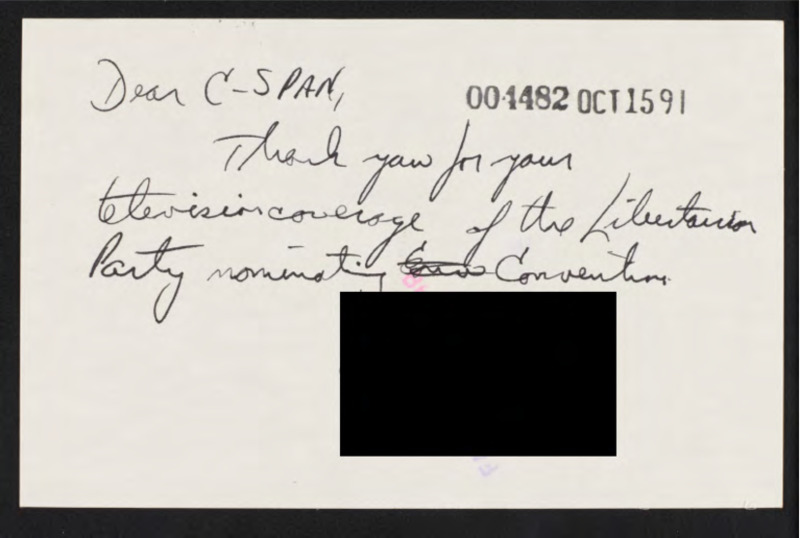 Dear C-SPAN,
004482 OCT 15 91
Thank you for your
television coverage of the Libertarian
Party nominating Convention.